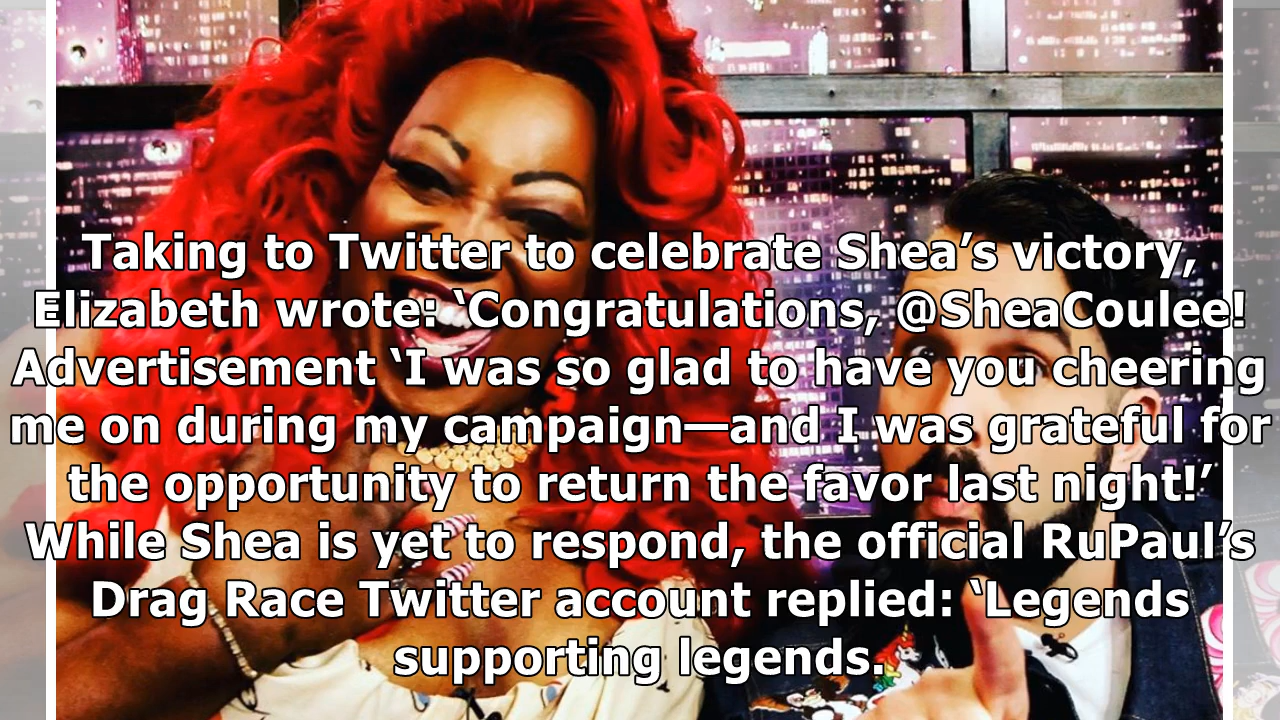 Taking to Twitter to celebrate Shea’s victory,
Elizabeth wrote: ‘Congratulations, @SheaCoulee!
Advertisement ‘I was so glad to have you cheering
me on during my campaign—and I was grateful for
the opportunity to return the favor last night!’
While Shea is yet to respond, the official RuPaul’s
Drag Race Twitter account replied: ‘Legends
supporting legends.